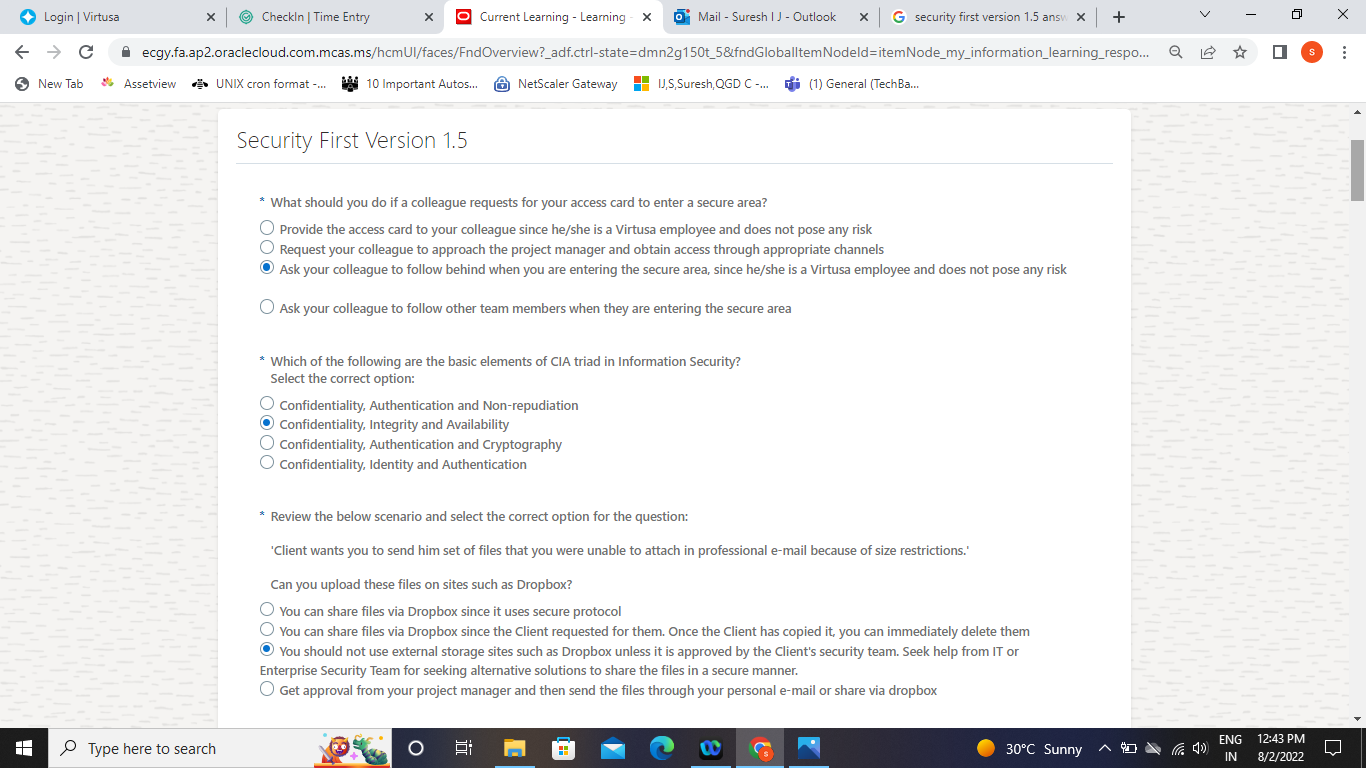 Login | Virtusa
CheckIn | Time Entry
Current Learning - Learning -
Mail - Suresh I J - Outlook
security first version 1.5 answ
ecgy.fa.ap2.oraclecloud.com.mcas.ms/hcmUI/faces/FndOverview?_adf.ctrl-state=dmn2g150t_5&fndGlobalItemNodeId=itemNode_my_information_learning_respo...
S
New Tab
Assetview
UNIX cron format -...
10 Important Autos...
NetScaler Gateway
IJ,S,Suresh,QGD C -...
(1) General (TechBa...
Security First Version 1.5
* What should you do if a colleague requests for your access card to enter a secure area?
Provide the access card to your colleague since he/she is a Virtusa employee and does not pose any risk
Request your colleague to approach the project manager and obtain access through appropriate channels
Ask your colleague to follow behind when you are entering the secure area, since he/she is a Virtusa employee and does not pose any risk
Ask your colleague to follow other team members when they are entering the secure area
* Which of the following are the basic elements of CIA triad in Information Security?
Select the correct option:
Confidentiality, Authentication and Non-repudiation
Confidentiality, Integrity and Availability
Confidentiality, Authentication and Cryptography
Confidentiality, Identity and Authentication
* Review the below scenario and select the correct option for the question:
'Client wants you to send him set of files that you were unable to attach in professional e-mail because of size restrictions.'
Can you upload these files on sites such as Dropbox?
You can share files via Dropbox since it uses secure protocol
You can share files via Dropbox since the Client requested for them. Once the Client has copied it, you can immediately delete them
You should not use external storage sites such as Dropbox unless it is approved by the Client's security team. Seek help from IT or
Enterprise Security Team for seeking alternative solutions to share the files in a secure manner.
Get approval from your project manager and then send the files through your personal e-mail or share via dropbox
Type here to search
30°C Sunny
ENG
IN
12:43 PM
8/2/2022